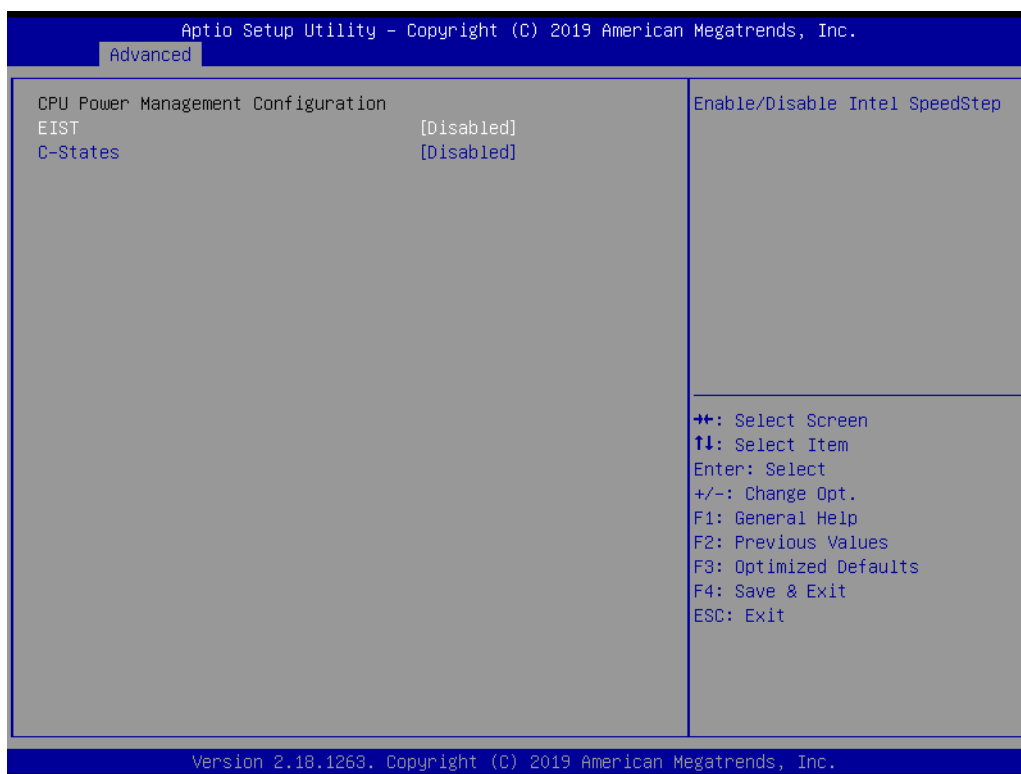 Aptio Setup Utility – Copyright (C) 2019 American Megatrends, Inc.
Advanced
CPU Power Management Configuration
EIST [Disabled]
C-States [Disabled]
Enable/Disable Intel SpeedStep
→←: Select Screen
↑↓: Select Item
Enter: Select
+/-: Change Opt.
F1: General Help
F2: Previous Values
F3: Optimized Defaults
F4: Save & Exit
ESC: Exit
Version 2.18.1263. Copyright (C) 2019 American Megatrends, Inc.